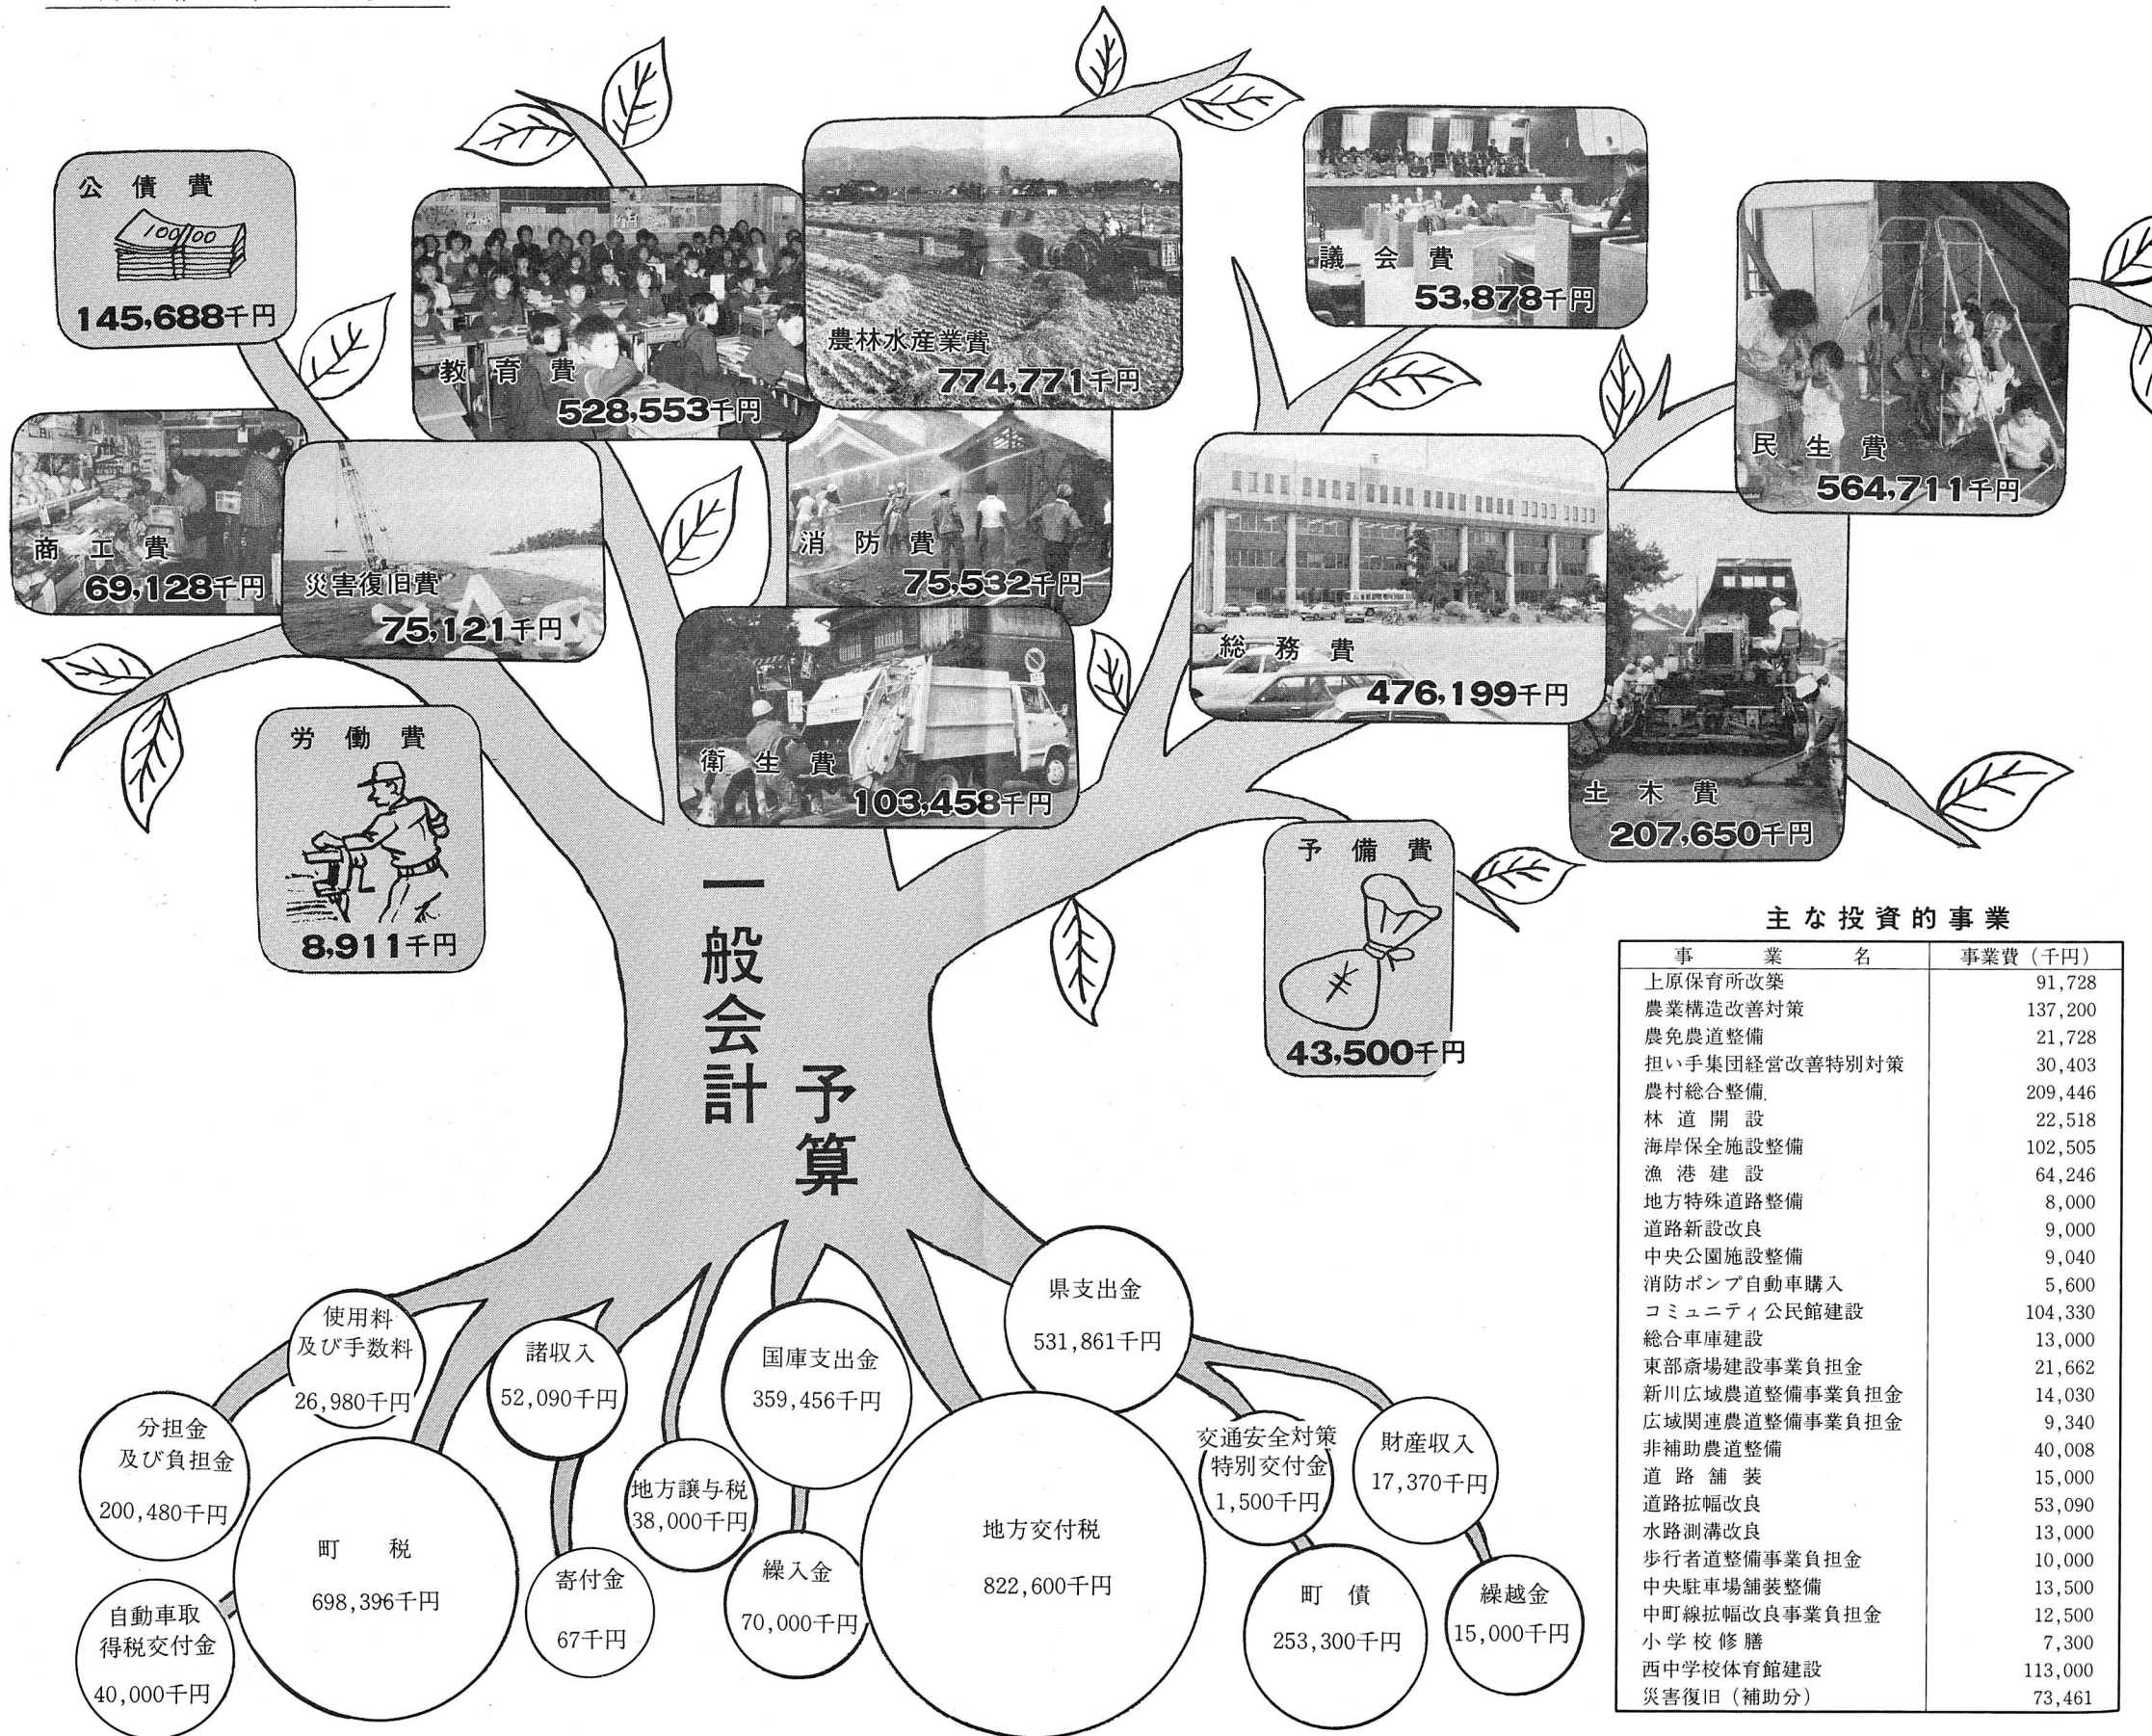 公債費
10000
145,688千円
教育費
528,553千円
農林水産業費
774,771千円
議会費
53,878千円
民生費
564,711千円
商工費
69,128千円
災害復旧費
75,121千円
消防費
75,532千円
総務費
476,199千円
労働費
8,911千円
衛生費
103,458千円
土木費
207,650千円
予備費
¥
43,500千円
一般会計
予算
使用料
及び手数料
26,980千円
分担金
及び負担金
200,480千円
自動車取
得税交付金
40,000千円
町税
698,396千円
諸収入
52,090千円
寄付金
67千円
地方譲与税
38,000千円
国庫支出金
359,456千円
繰入金
70,000千円
県支出金
531,861千円
地方交付税
822,600千円
交通安全対策
特別交付金
1,500千円
町債
253,300千円
財産収入
17,370千円
繰越金
15,000千円
主な投資的事業
事業名 事業費（千円）
上原保育所改築 91,728
農業構造改善対策 137,200
農免農道整備 21,728
担い手集団経営改善特別対策 30,403
農村総合整備 209,446
林道開設 22,518
海岸保全施設整備 102,505
漁港建設 64,246
地方特殊道路整備 8,000
道路新設改良 9,000
中央公園施設整備 9,040
消防ポンプ自動車購入 5,600
コミュニティ公民館建設 104,330
総合車庫建設 13,000
東部斎場建設事業負担金 21,662
新川広域農道整備事業負担金 14,030
広域関連農道整備事業負担金 9,340
非補助農道整備 40,008
道路舗装 15,000
道路拡幅改良 53,090
水路測溝改良 13,000
歩行者道整備事業負担金 10,000
中央駐車場舗装整備 13,500
中町線拡幅改良事業負担金 12,500
小学校修膳 7,300
西中学校体育館建設 113,000
災害復旧（補助分） 73,461